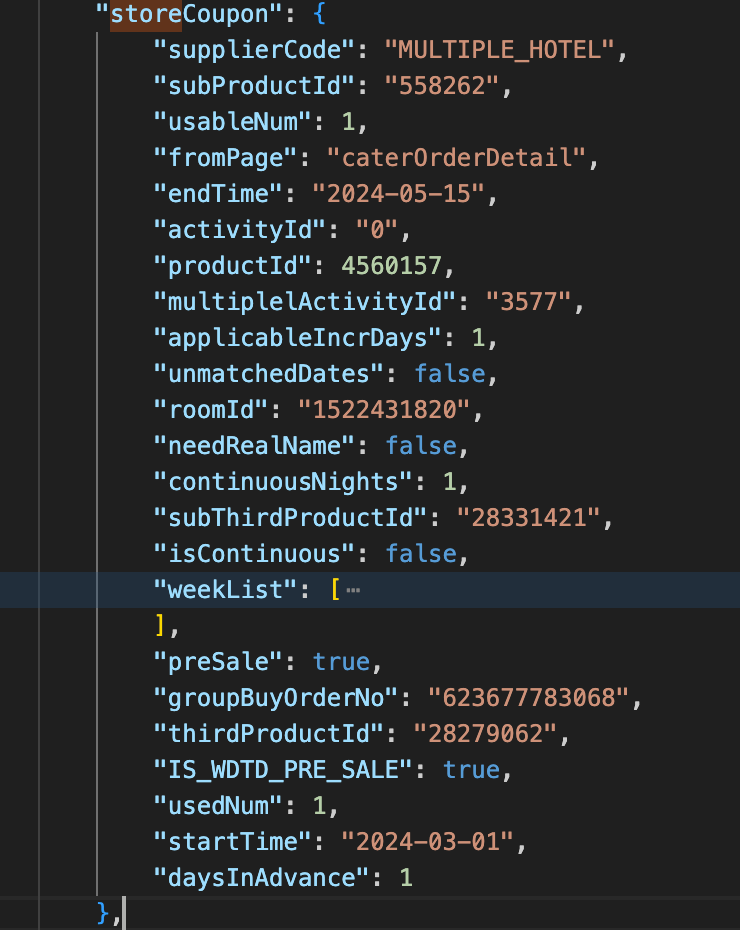 "storeCoupon": {
"supplierCode": "MULTIPLE_HOTEL",
"subProductId": "558262",
"usableNum": 1,
"fromPage": "caterOrderDetail",
"endTime": "2024-05-15",
"activityId": "0",
"productId": 4560157,
"multiplelActivityId": "3577",
"applicableIncrDays": 1,
"unmatchedDates": false,
"roomId": "1522431820",
"needRealName": false,
"continuousNights": 1,
"subThirdProductId": "28331421",
"isContinuous": false,
"weekList": [⋯
],
"preSale": true,
"groupBuyOrderNo": "623677783068",
"thirdProductId": "28279062",
"IS_WDTD_PRE_SALE": true,
"usedNum": 1,
"startTime": "2024-03-01",
"daysInAdvance": 1
},